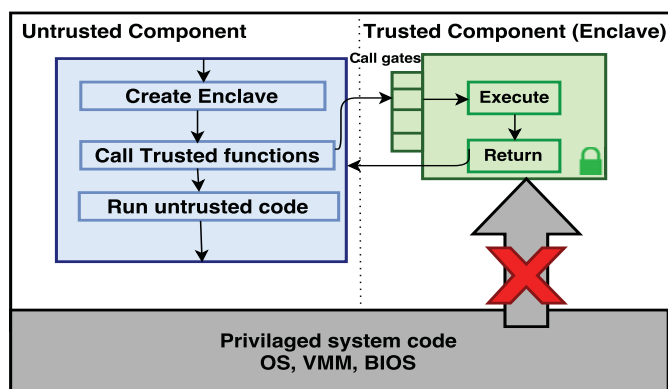 Untrusted Component
Trusted Component (Enclave)
Call gates
Create Enclave
Call Trusted functions
Run untrusted code
Execute
Return
Privilaged system code
OS, VMM, BIOS